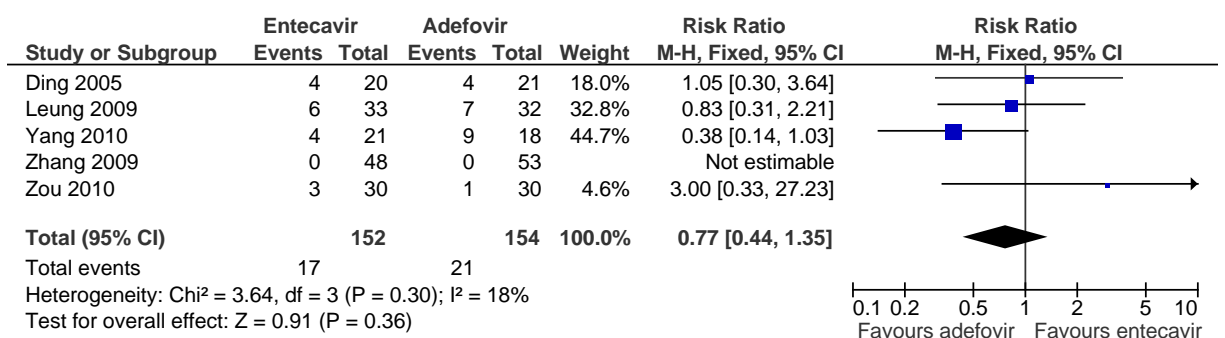 Entecavir Adefovir Risk Ratio Risk Ratio
Study or Subgroup Events Total Events Total Weight M-H, Fixed, 95% CI M-H, Fixed, 95% CI
Ding 2005 4 20 4 21 18.0% 1.05 [0.30, 3.64]
Leung 2009 6 33 7 32 32.8% 0.83 [0.31, 2.21]
Yang 2010 4 21 9 18 44.7% 0.38 [0.14, 1.03]
Zhang 2009 0 48 0 53 Not estimable
Zou 2010 3 30 1 30 4.6% 3.00 [0.33, 27.23]
Total (95% CI) 152 154 100.0% 0.77 [0.44, 1.35]
Total events 17 21
Heterogeneity: Chi² = 3.64, df = 3 (P = 0.30); I² = 18%
Test for overall effect: Z = 0.91 (P = 0.36)
0.1 0.2 0.5 1 2 5 10
Favours adefovir Favours entecavir